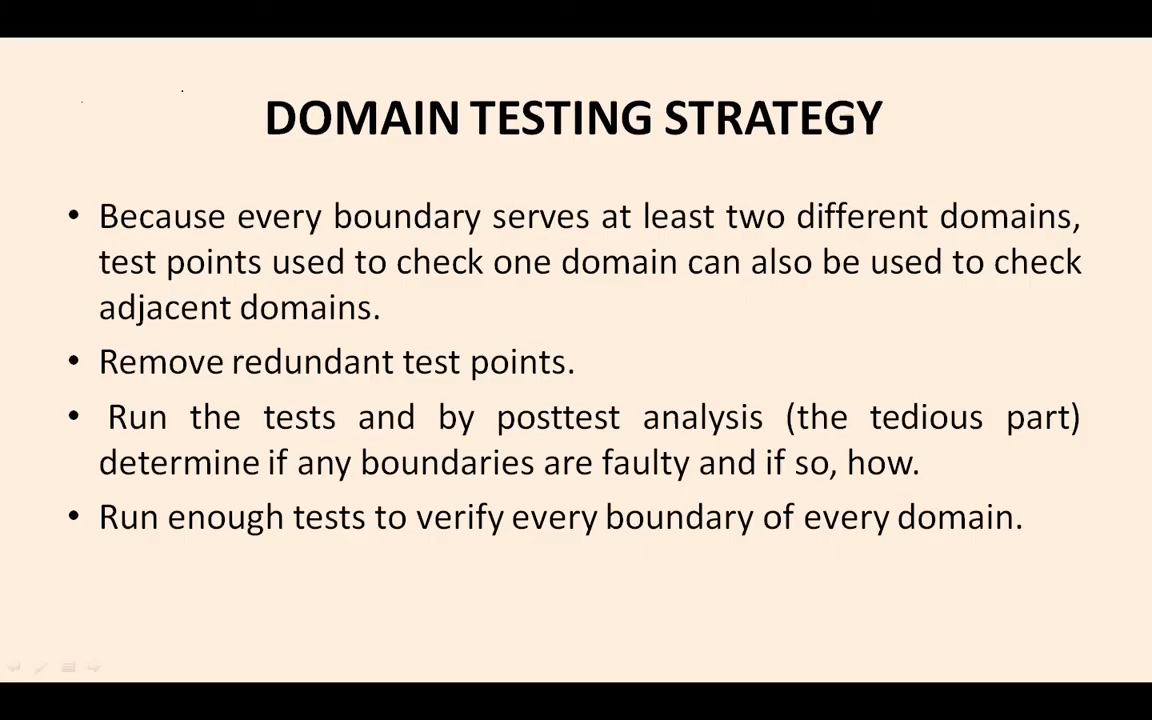 DOMAIN TESTING STRATEGY
• Because every boundary serves at least two different domains,
test points used to check one domain can also be used to check
adjacent domains.
• Remove redundant test points.
• Run the tests and by posttest analysis (the tedious part)
determine if any boundaries are faulty and if so, how.
• Run enough tests to verify every boundary of every domain.